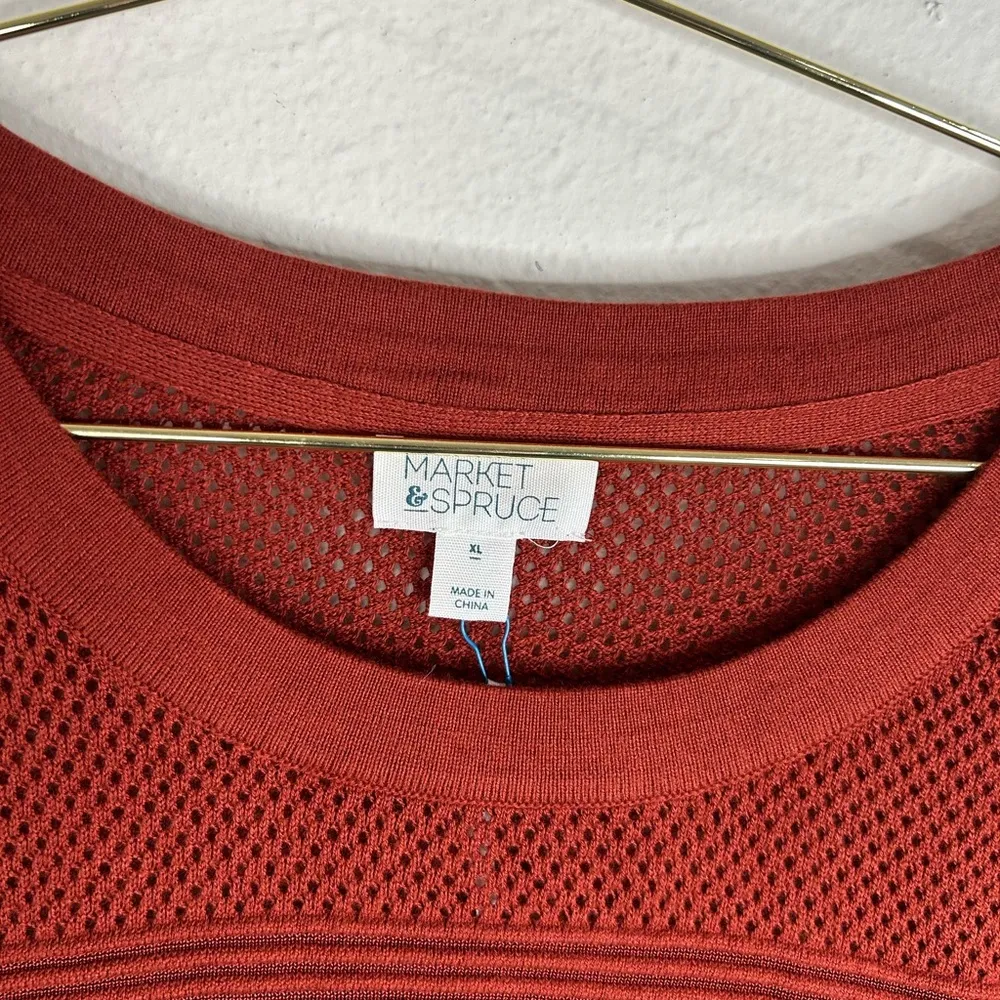 MARKET
&SPRUCE
XL
MADE IN
CHINA